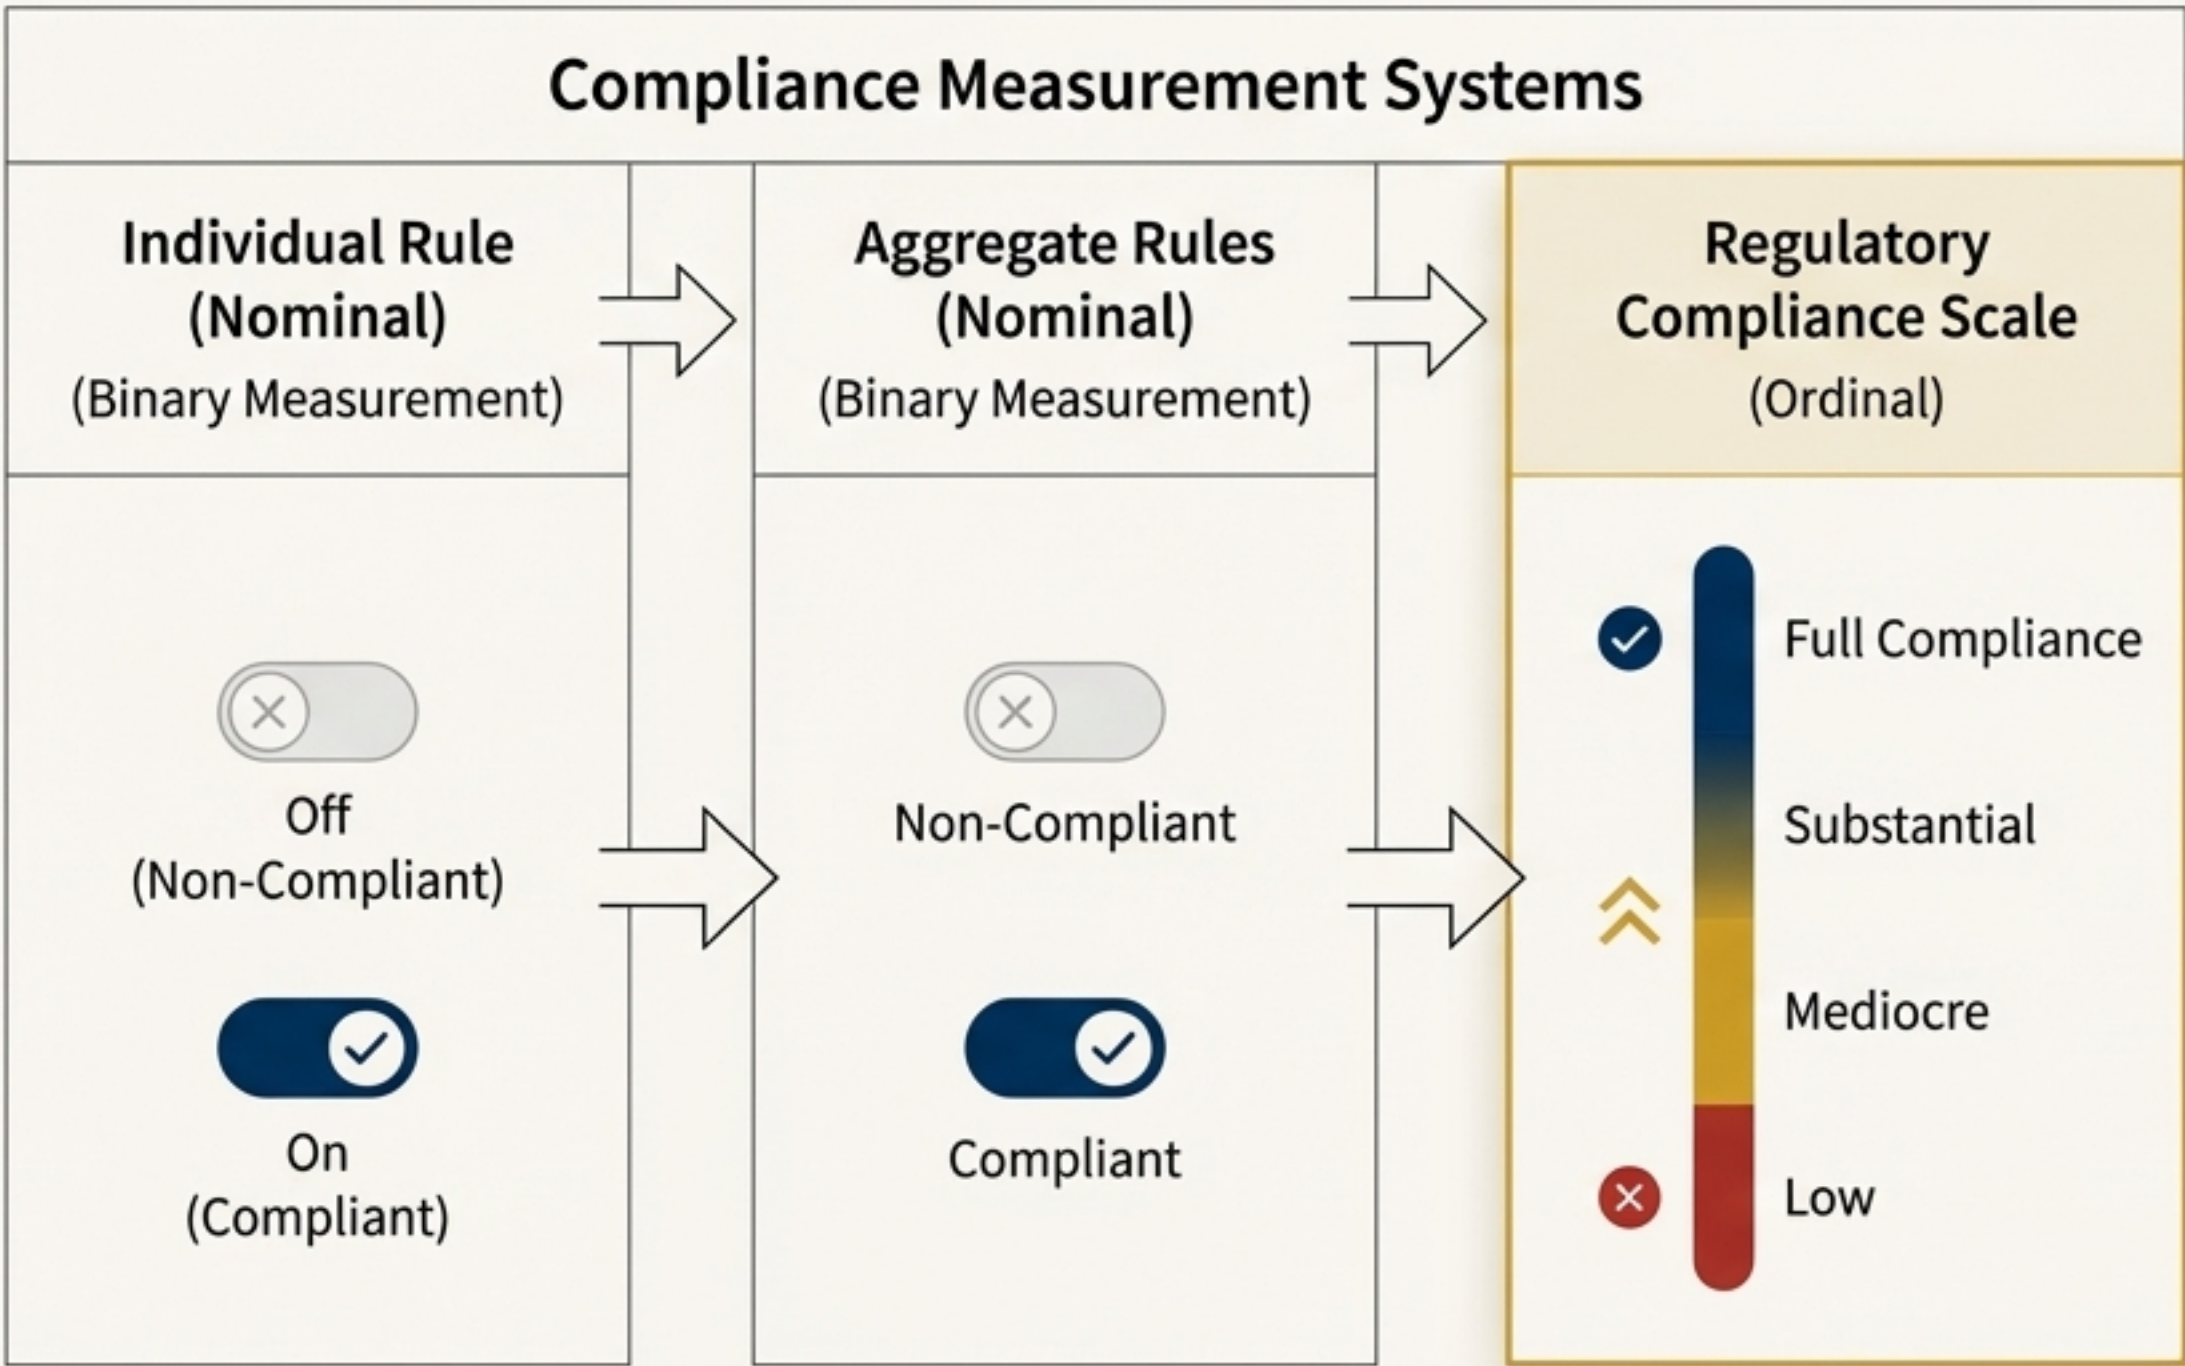 Compliance Measurement Systems
Individual Rule
(Nominal)
(Binary Measurement)
Off
(Non-Compliant)
On
(Compliant)
Aggregate Rules
(Nominal)
(Binary Measurement)
Non-Compliant
Compliant
Regulatory
Compliance Scale
(Ordinal)
Full Compliance
Substantial
Mediocre
Low